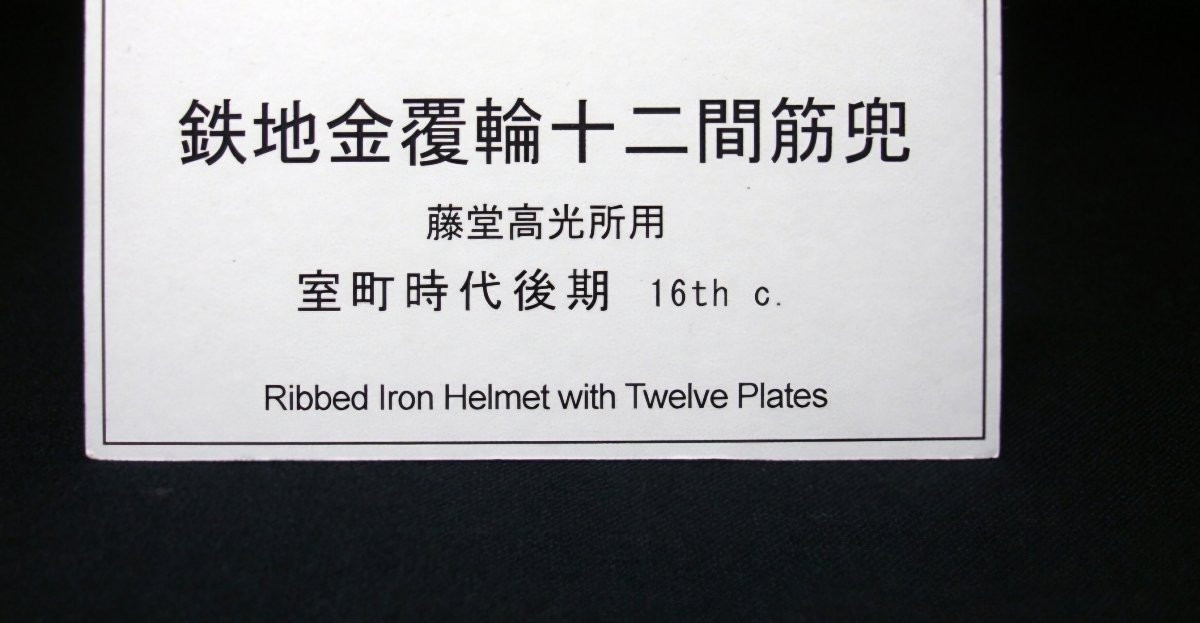 鉄地金覆輪十二間筋兜
藤堂高光所用
室町時代後期 16th c.
Ribbed Iron Helmet with Twelve Plates